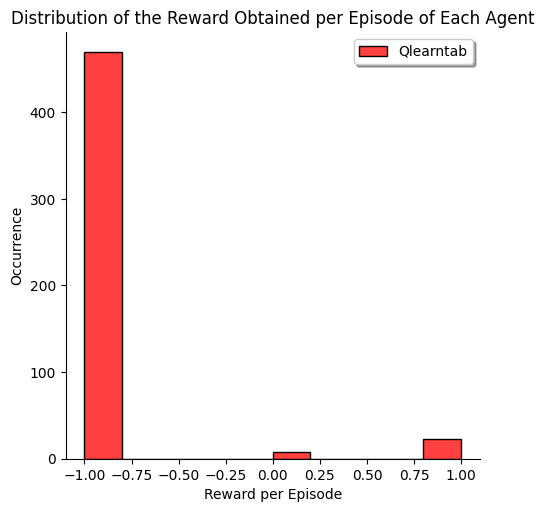 Distribution of the Reward Obtained per Episode of Each Agent
Qlearntab
Occurrence
400
300
200
100
0
−1.00 −0.75 −0.50 −0.25 0.00 0.25 0.50 0.75 1.00
Reward per Episode